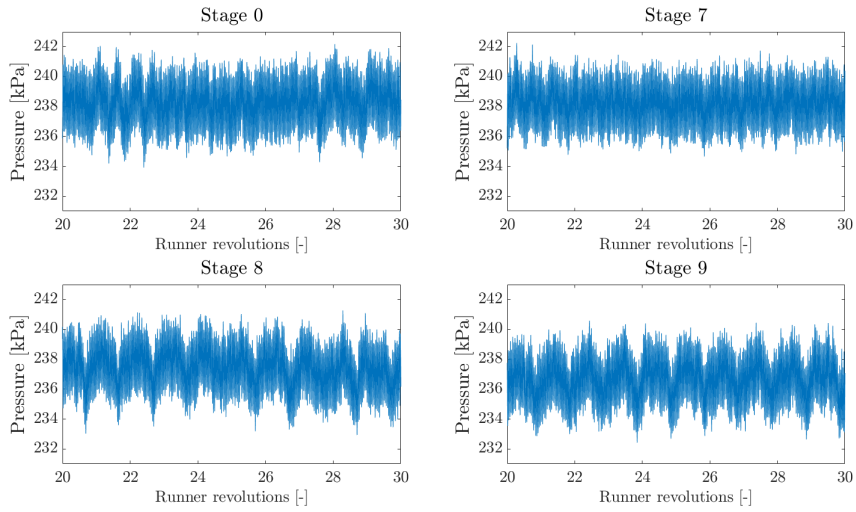 Stage 0
Pressure [kPa]
242
240
238
236
234
232
20 22 24 26 28 30
Runner revolutions [-]
Stage 7
Pressure [kPa]
242
240
238
236
234
232
20 22 24 26 28 30
Runner revolutions [-]
Stage 8
Pressure [kPa]
242
240
238
236
234
232
20 22 24 26 28 30
Runner revolutions [-]
Stage 9
Pressure [kPa]
242
240
238
236
234
232
20 22 24 26 28 30
Runner revolutions [-]